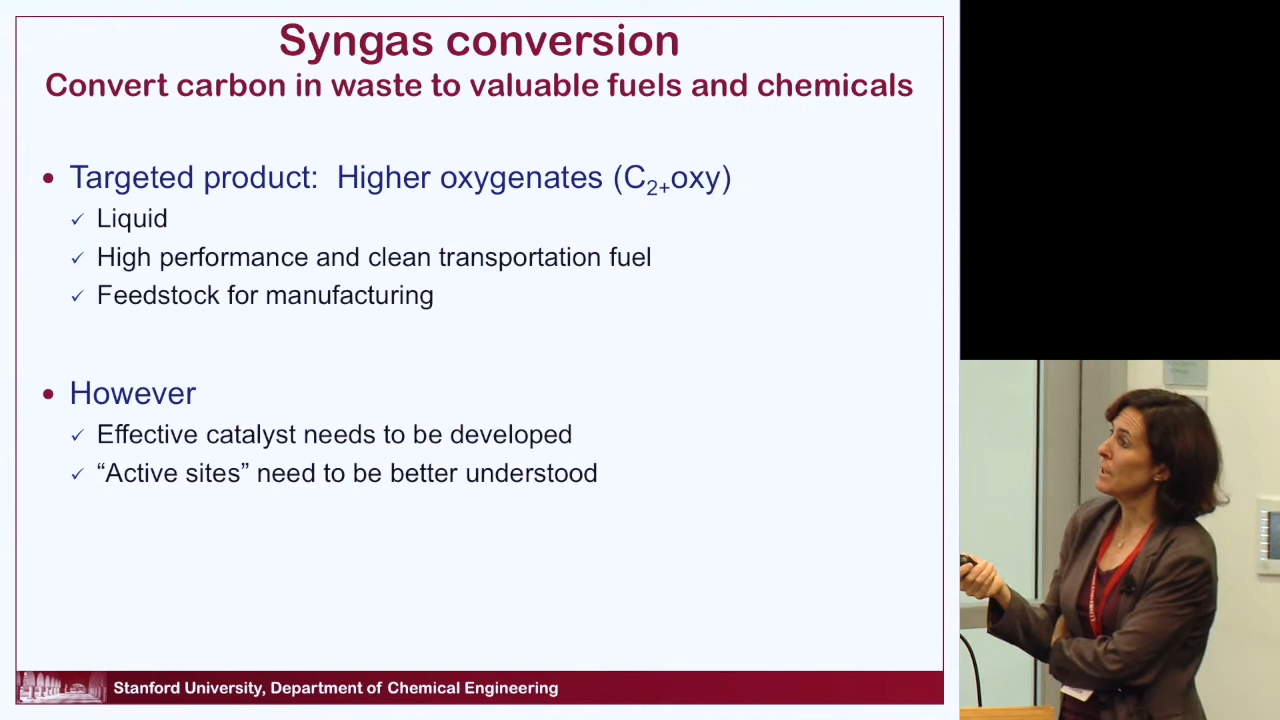 Syngas conversion
Convert carbon in waste to valuable fuels and chemicals
• Targeted product: Higher oxygenates (C2+oxy)
✓ Liquid
✓ High performance and clean transportation fuel
✓ Feedstock for manufacturing
• However
✓ Effective catalyst needs to be developed
✓ “Active sites” need to be better understood
Stanford University, Department of Chemical Engineering